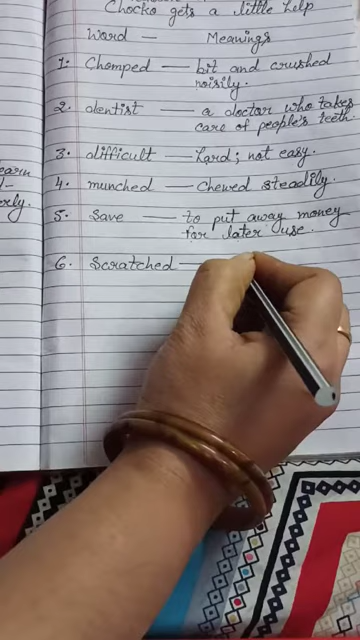 Chocko gets a little help
Word — Meanings
earn
d-
erly.
1. Chomped — bit and crushed
noisily.
2. dentist — a doctor who takes
care of people's teeth.
3. difficult — hard; not easy.
4. munched — Chewed steadily.
5. Save — to put away money
for later use.
6. Scratched —